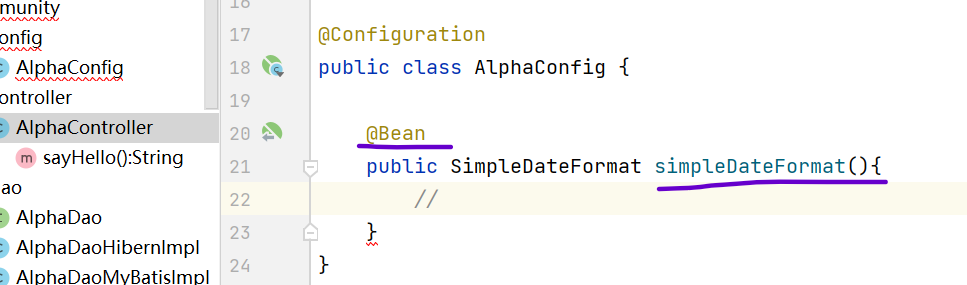 munity
onfig
AlphaConfig
ontroller
AlphaController
sayHello():String
ao
AlphaDao
AlphaDaoHibernImpl
AlphaDaoMyBatisImpl
16
17 @Configuration
18 public class AlphaConfig {
19
20 @Bean
21 public SimpleDateFormat simpleDateFormat(){
22 //
23 }
24 }